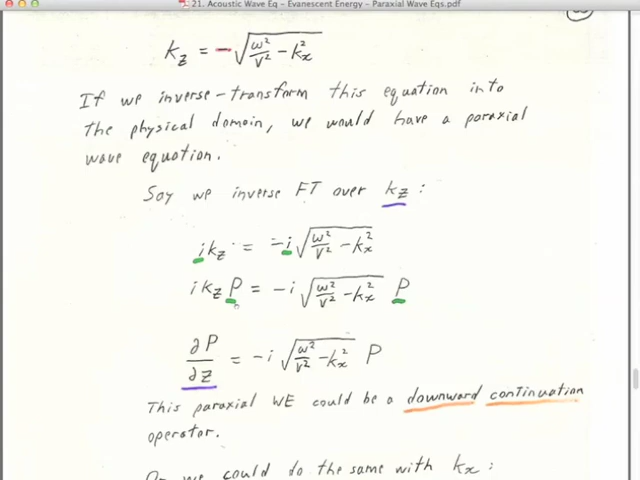 21. Acoustic Wave Eq - Evanescent Energy - Paraxial Wave Eqs.pdf
k_z = -√(ω²/v² - k_x²)
If we inverse-transform this equation into
the physical domain, we would have a paraxial
wave equation.
Say we inverse FT over k_z :
i k_z = -i √(ω²/v² - k_x²)
i k_z P = -i √(ω²/v² - k_x²) P
∂P/∂z = -i √(ω²/v² - k_x²) P
This paraxial WE could be a downward continuation
operator.
Or we could do the same with k_x :